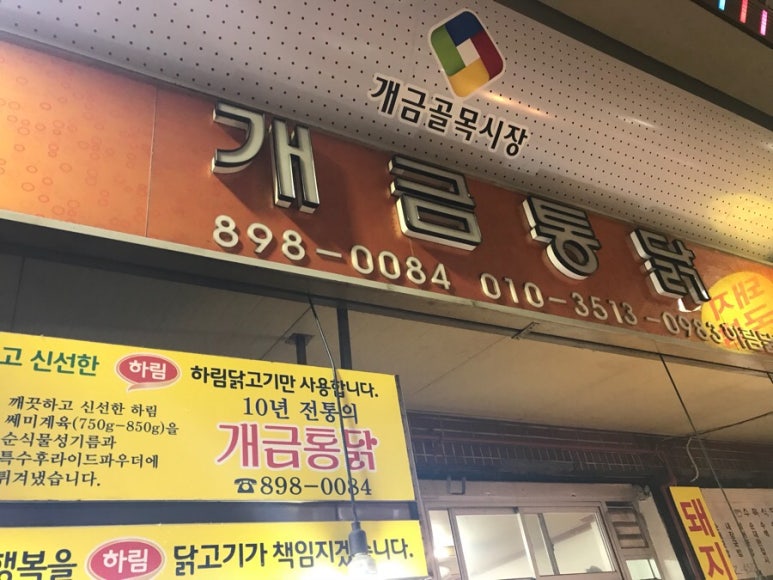 개금골목시장
개금통닭
898-0084 010-3513-0983
고 신선한 하림 하림닭고기만 사용합니다.
깨끗하고 신선한 하림
쎄미계육(750g~850g)을
순식물성기름과
특수후라이드파우더에
튀겨냈습니다.
10년 전통의
개금통닭
☎898-0084
행복을 하림 닭고기가 책임지겠습니다.
돼지